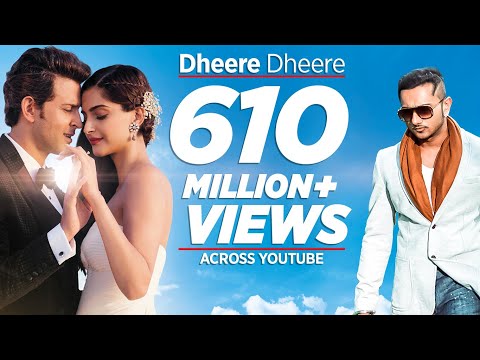 Dheere Dheere
610
MILLION+
VIEWS
ACROSS YOUTUBE